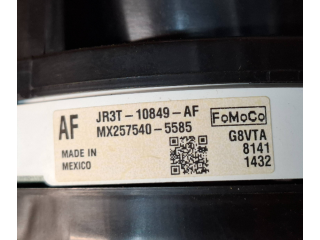 AF
JR3T-10849-AF
MX257540-5585
FoMoCo
MADE IN
MEXICO
G8VTA
8141
1432